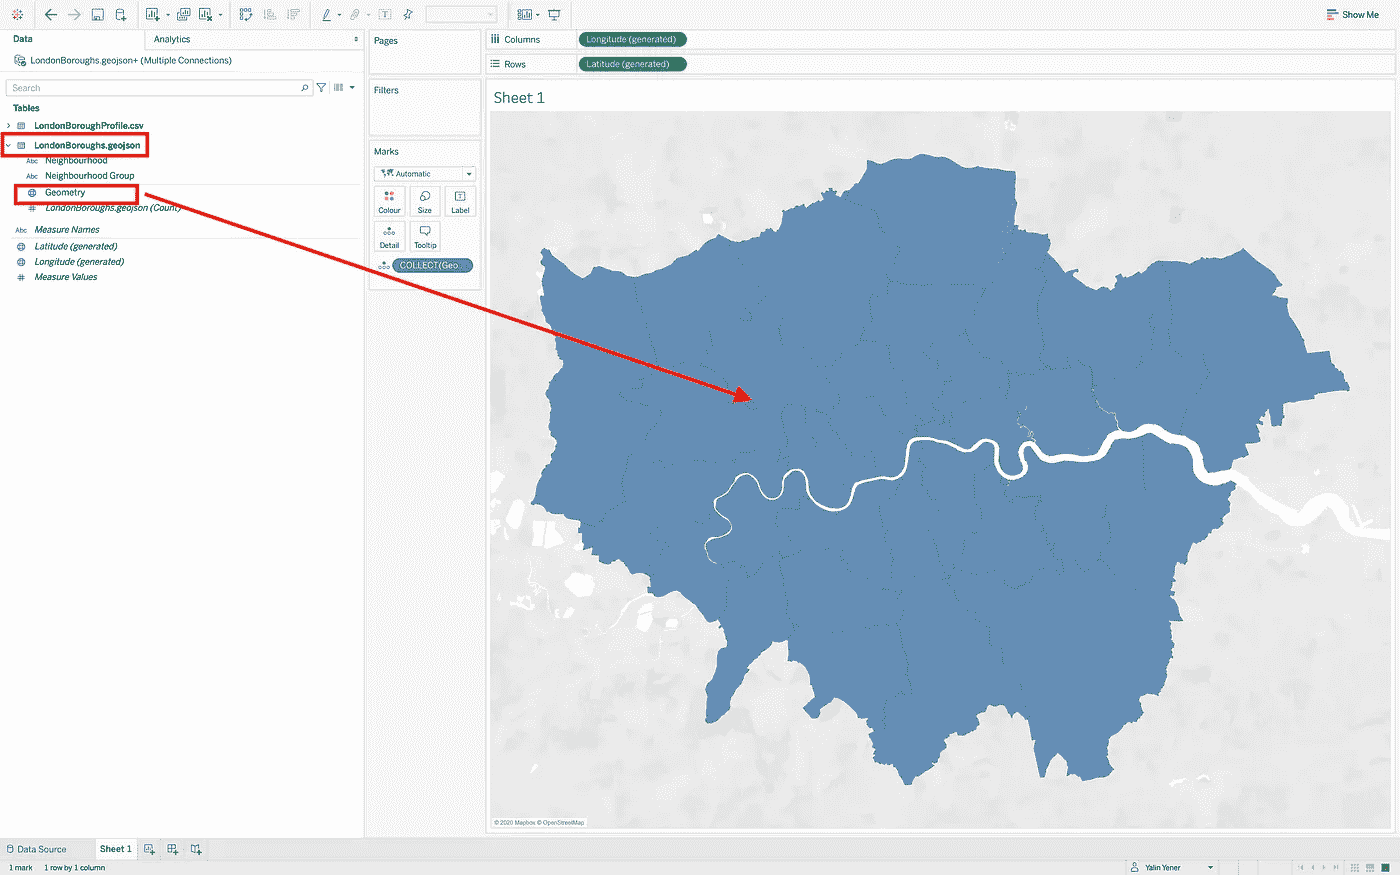 Show Me
Data
Analytics
Pages
Columns
Longitude (generated)
LondonBoroughs.geojson+ (Multiple Connections)
Rows
Latitude (generated)
Search
Filters
Sheet 1
Tables
LondonBoroughProfile.csv
LondonBoroughs.geojson
Abc Neighbourhood
Abc Neighbourhood Group
Geometry
# LondonBoroughs.geojson (Count)
Abc Measure Names
Latitude (generated)
Longitude (generated)
# Measure Values
Marks
Automatic
Colour
Size
Label
Detail
Tooltip
COLLECT(Geo..
© 2020 Mapbox © OpenStreetMap
Data Source
Sheet 1
1 mark
1 row by 1 column
Yalin Yener